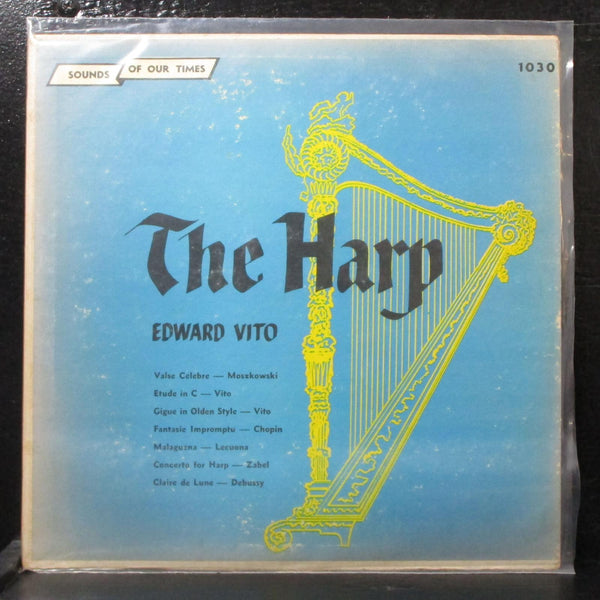 SOUNDS OF OUR TIMES
1030
The Harp
EDWARD VITO
Valse Célebre — Moszkowski
Etude in C — Vito
Gigue in Olden Style — Vito
Fantasie Impromptu — Chopin
Malaguena — Lecuona
Concerto for Harp — Zabel
Claire de Lune — Debussy